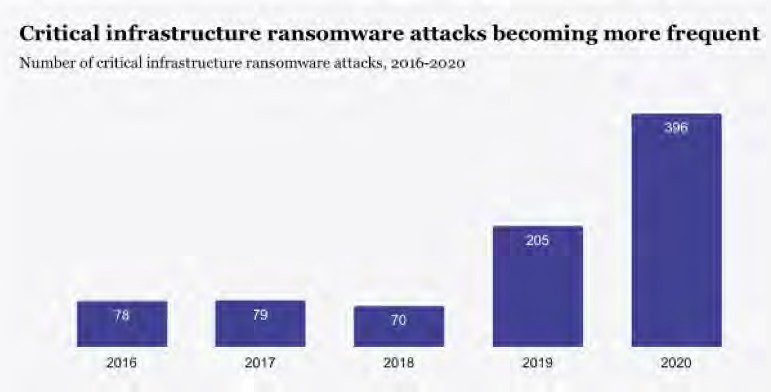 Critical infrastructure ransomware attacks becoming more frequent
Number of critical infrastructure ransomware attacks, 2016-2020
396
205
78
79
70
2016 2017 2018 2019 2020